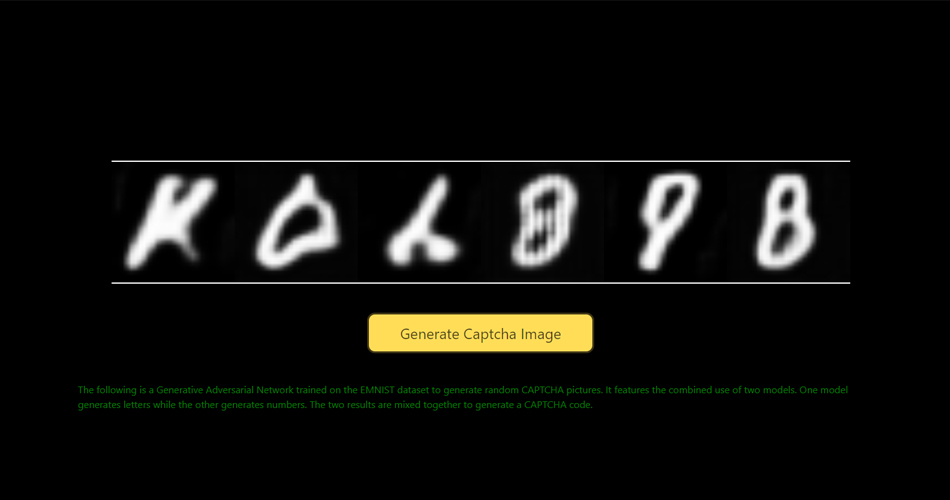 Generate Captcha Image
The following is a Generative Adversarial Network trained on the EMNIST dataset to generate random CAPTCHA pictures. It features the combined use of two models. One model
generates letters while the other generates numbers. The two results are mixed together to generate a CAPTCHA code.